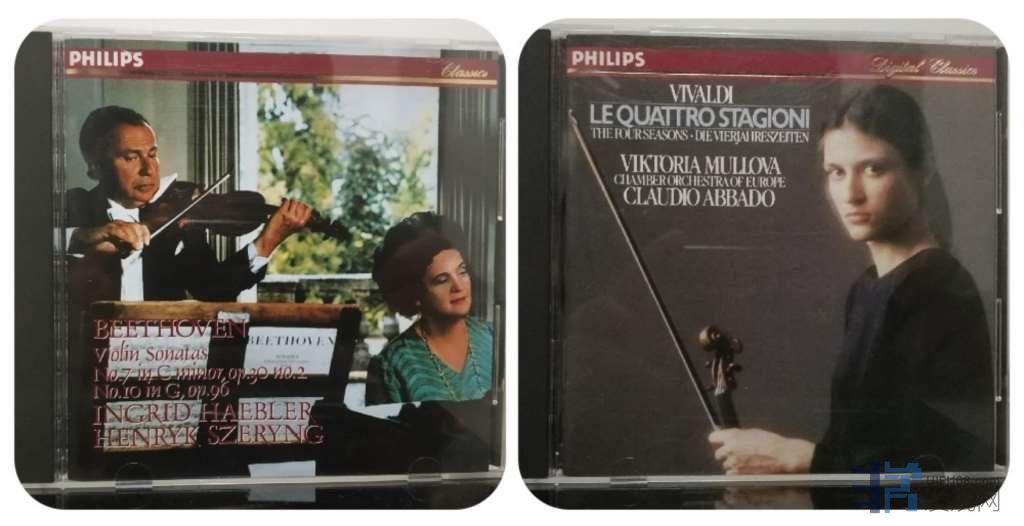 PHILIPS
Classics
BEETHOVEN
Violin Sonatas
No.7 in C minor, op.30 no.2
No.10 in G, op.96
INGRID HAEBLER
HENRYK SZERYNG
BEETHOVEN
PHILIPS
Digital Classics
VIVALDI
LE QUATTRO STAGIONI
THE FOUR SEASONS · DIE VIER JAHRESZEITEN
VIKTORIA MULLOVA
CHAMBER ORCHESTRA OF EUROPE
CLAUDIO ABBADO